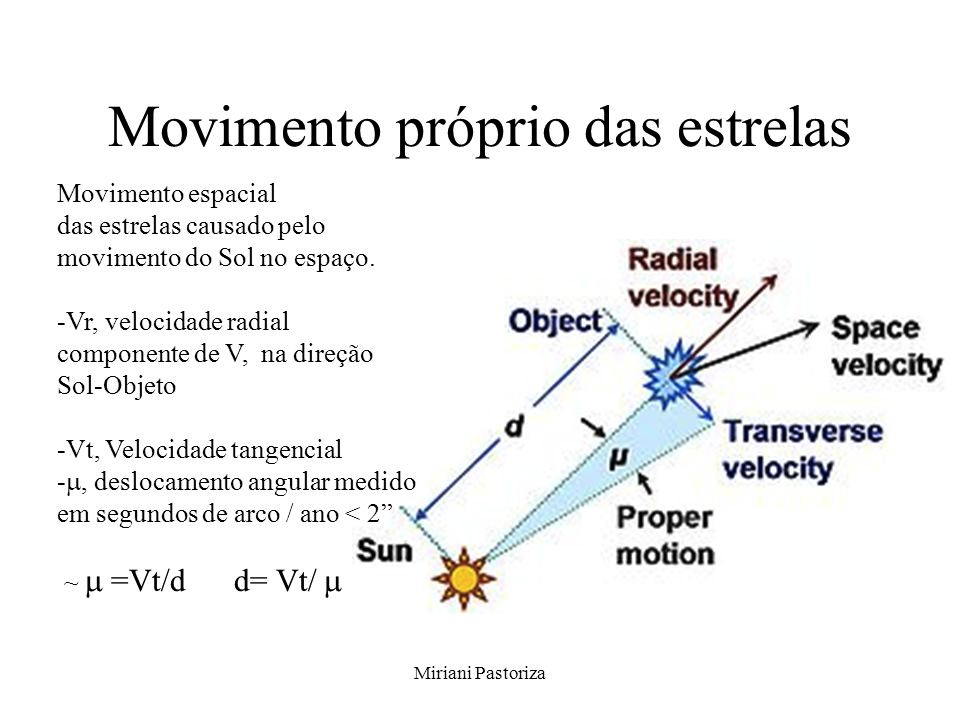 Movimento próprio das estrelas
Movimento espacial
das estrelas causado pelo
movimento do Sol no espaço.
-Vr, velocidade radial
componente de V, na direção
Sol-Objeto
-Vt, Velocidade tangencial
-μ, deslocamento angular medido
em segundos de arco / ano < 2”
~ μ =Vt/d d= Vt/ μ
Radial
velocity
Object
Space
velocity
d
μ
Transverse
velocity
Proper
motion
Sun
Miriani Pastoriza